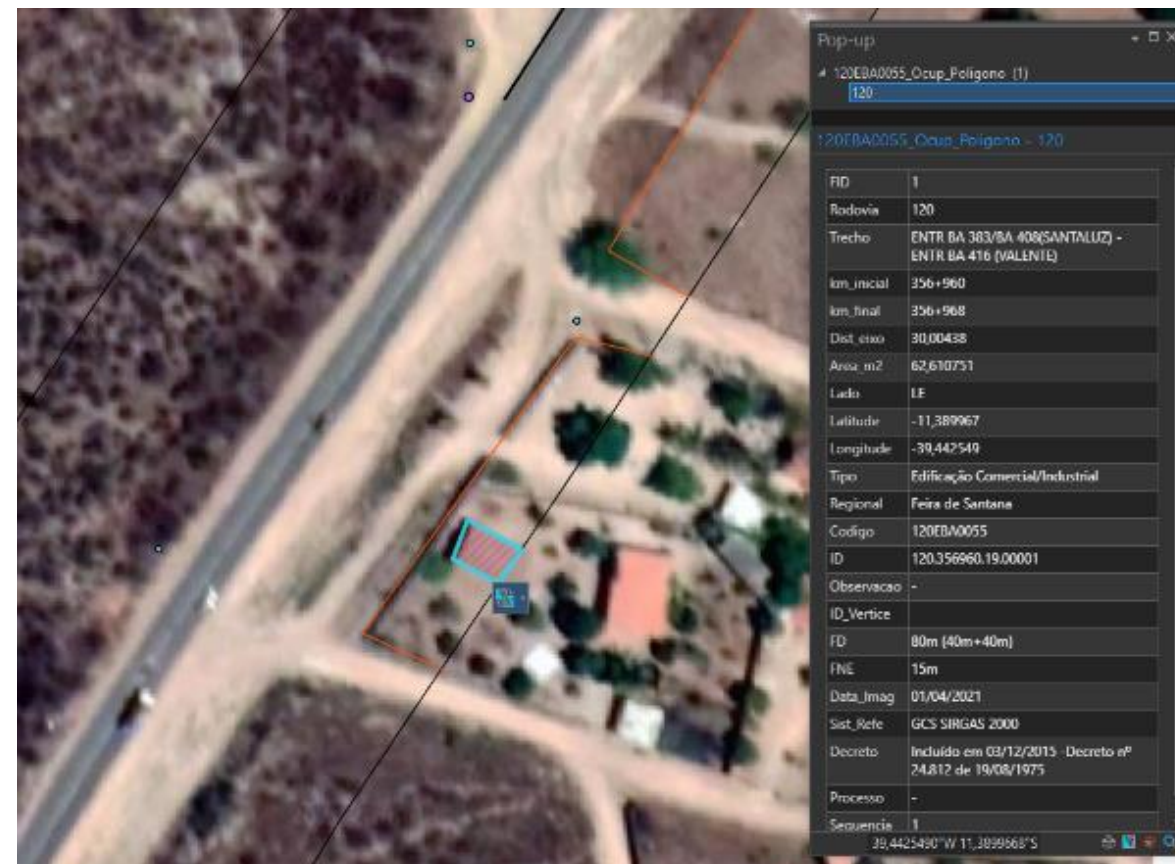 Pop-up
120EBA0055_Ocup_Poligono (1)
120
120EBA0055_Ocup_Poligono - 120
FID 1
Rodovia 120
Trecho ENTR BA 383/BA 408(SANTALUZ) -
ENTR BA 416 (VALENTE)
km_inicial 356+960
km_final 356+968
Dist_eixo 30,00438
Area_m2 62,610751
Lado LE
Latitude -11,389967
Longitude -39,442549
Tipo Edificação Comercial/Industrial
Regional Feira de Santana
Codigo 120EBA0055
ID 120.356960.19.00001
Observacao -
ID_Vertice
FD 80m (40m+40m)
FNE 15m
Data_Imag 01/04/2021
Sist_Refe GCS SIRGAS 2000
Decreto Incluído em 03/12/2015 -Decreto nº
24.812 de 19/08/1975
Processo -
Sequencia 1
39,4425490°W 11,3899668°S